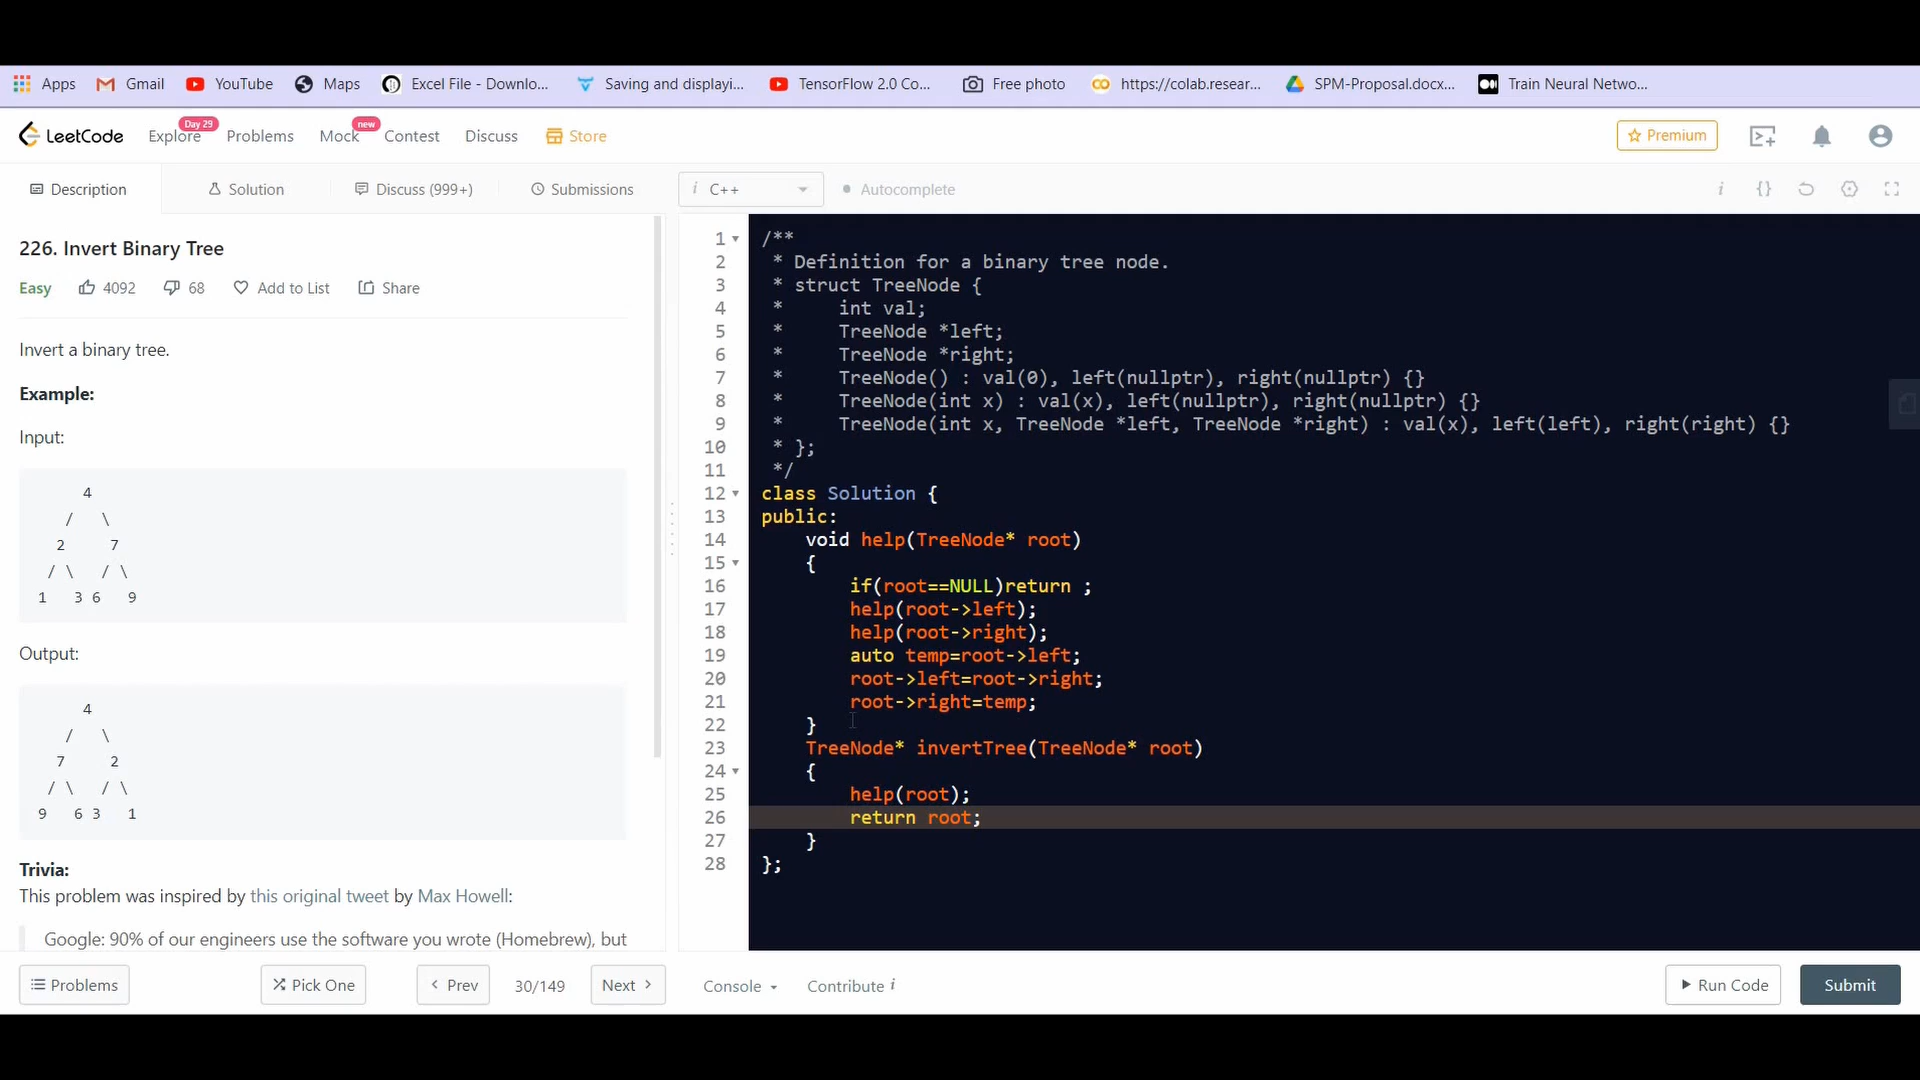 Apps Gmail YouTube Maps Excel File - Downlo... Saving and displayi... TensorFlow 2.0 Co... Free photo https://colab.resear... SPM-Proposal.docx... Train Neural Netwo...
LeetCode Explore Day 29 Problems Mock new Contest Discuss Store Premium
Description Solution Discuss (999+) Submissions
i C++ Autocomplete i {}
226. Invert Binary Tree
Easy 4092 68 Add to List Share
Invert a binary tree.
Example:
Input:
4
/ \
2 7
/ \ / \
1 3 6 9
Output:
4
/ \
7 2
/ \ / \
9 6 3 1
Trivia:
This problem was inspired by this original tweet by Max Howell:
Google: 90% of our engineers use the software you wrote (Homebrew), but
1 /**
2 * Definition for a binary tree node.
3 * struct TreeNode {
4 * int val;
5 * TreeNode *left;
6 * TreeNode *right;
7 * TreeNode() : val(0), left(nullptr), right(nullptr) {}
8 * TreeNode(int x) : val(x), left(nullptr), right(nullptr) {}
9 * TreeNode(int x, TreeNode *left, TreeNode *right) : val(x), left(left), right(right) {}
10 * };
11 */
12 class Solution {
13 public:
14 void help(TreeNode* root)
15 {
16 if(root==NULL)return ;
17 help(root->left);
18 help(root->right);
19 auto temp=root->left;
20 root->left=root->right;
21 root->right=temp;
22 }
23 TreeNode* invertTree(TreeNode* root)
24 {
25 help(root);
26 return root;
27 }
28 };
Problems Pick One Prev 30/149 Next Console Contribute i Run Code Submit